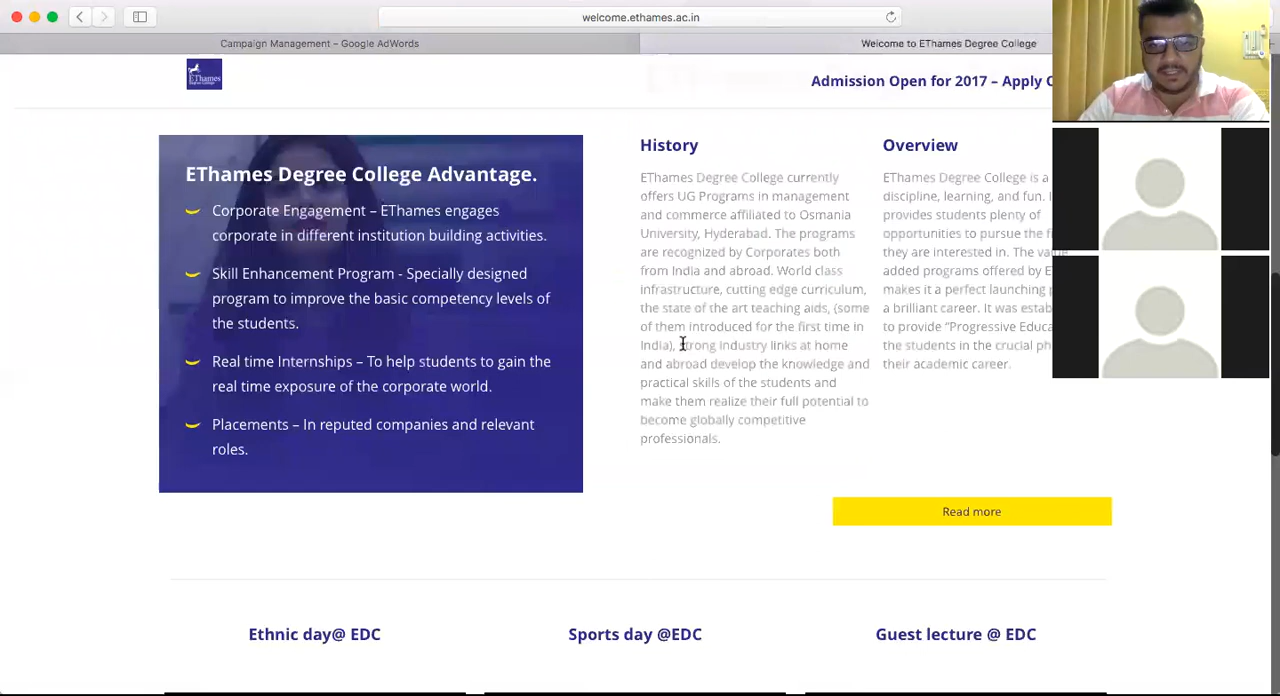 welcome.ethames.ac.in
Campaign Management – Google AdWords
Welcome to EThames Degree College
EThames
Degree College
Admission Open for 2017 – Apply
EThames Degree College Advantage.
Corporate Engagement – EThames engages
corporate in different institution building activities.
Skill Enhancement Program - Specially designed
program to improve the basic competency levels of
the students.
Real time Internships – To help students to gain the
real time exposure of the corporate world.
Placements – In reputed companies and relevant
roles.
History
EThames Degree College currently
offers UG Programs in management
and commerce affiliated to Osmania
University, Hyderabad. The programs
are recognized by Corporates both
from India and abroad. World class
infrastructure, cutting edge curriculum,
the state of the art teaching aids, (some
of them introduced for the first time in
India), strong Industry links at home
and abroad develop the knowledge and
practical skills of the students and
make them realize their full potential to
become globally competitive
professionals.
Overview
EThames Degree College is a
discipline, learning, and fun.
provides students plenty of
opportunities to pursue the
they are interested in. The value
added programs offered by
makes it a perfect launching
a brilliant career. It was
to provide “Progressive
the students in the crucial
their academic career.
Read more
Ethnic day@ EDC
Sports day @EDC
Guest lecture @ EDC